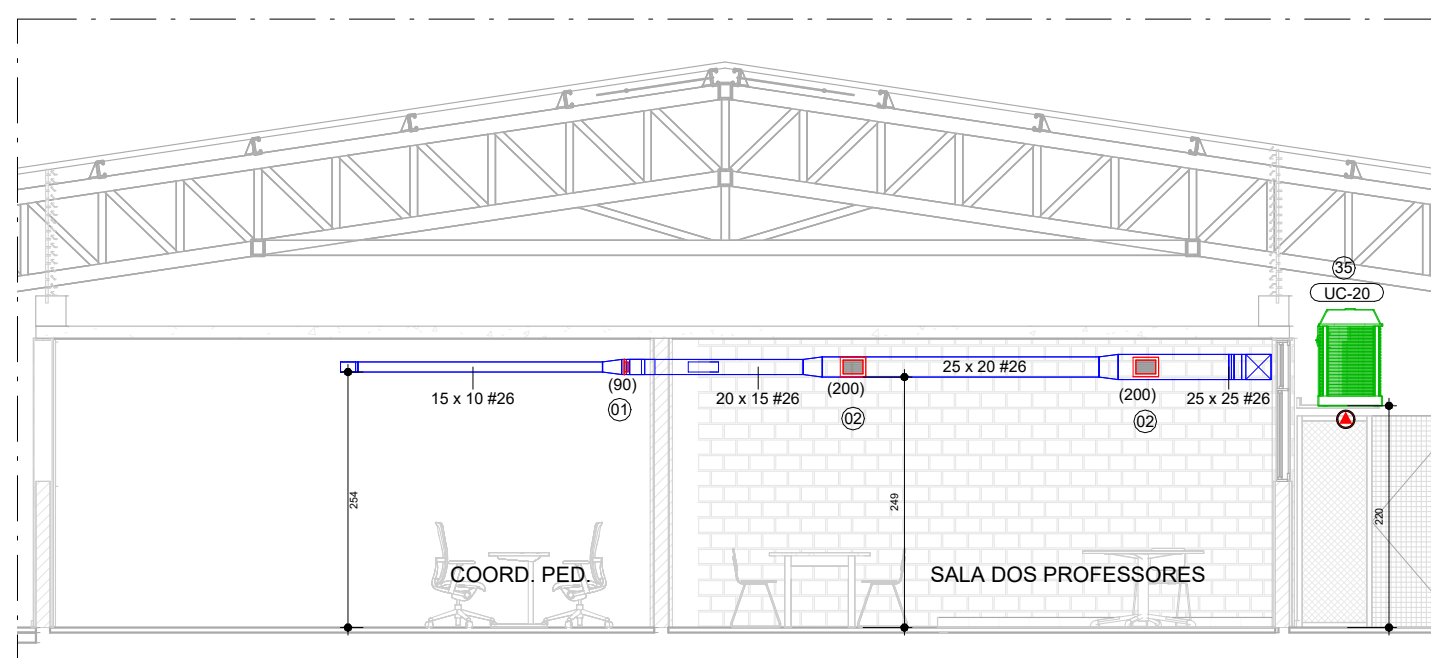 35
UC-20
25 x 20 #26
(90)
(200)
(200)
15 x 10 #26
20 x 15 #26
25 x 25 #26
01
02
02
254
249
220
COORD. PED.
SALA DOS PROFESSORES